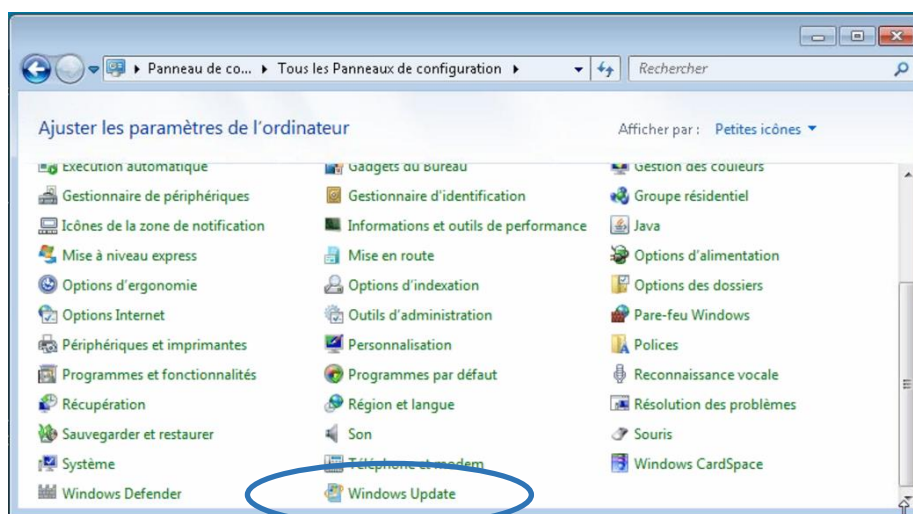 Panneau de co... Tous les Panneaux de configuration Rechercher
Ajuster les paramètres de l'ordinateur Afficher par : Petites icônes
Exécution automatique Gadgets du Bureau Gestion des couleurs
Gestionnaire de périphériques Gestionnaire d'identification Groupe résidentiel
Icônes de la zone de notification Informations et outils de performance Java
Mise à niveau express Mise en route Options d'alimentation
Options d'ergonomie Options d'indexation Options des dossiers
Options Internet Outils d'administration Pare-feu Windows
Périphériques et imprimantes Personnalisation Polices
Programmes et fonctionnalités Programmes par défaut Reconnaissance vocale
Récupération Région et langue Résolution des problèmes
Sauvegarder et restaurer Son Souris
Système Téléphone et modem Windows CardSpace
Windows Defender Windows Update